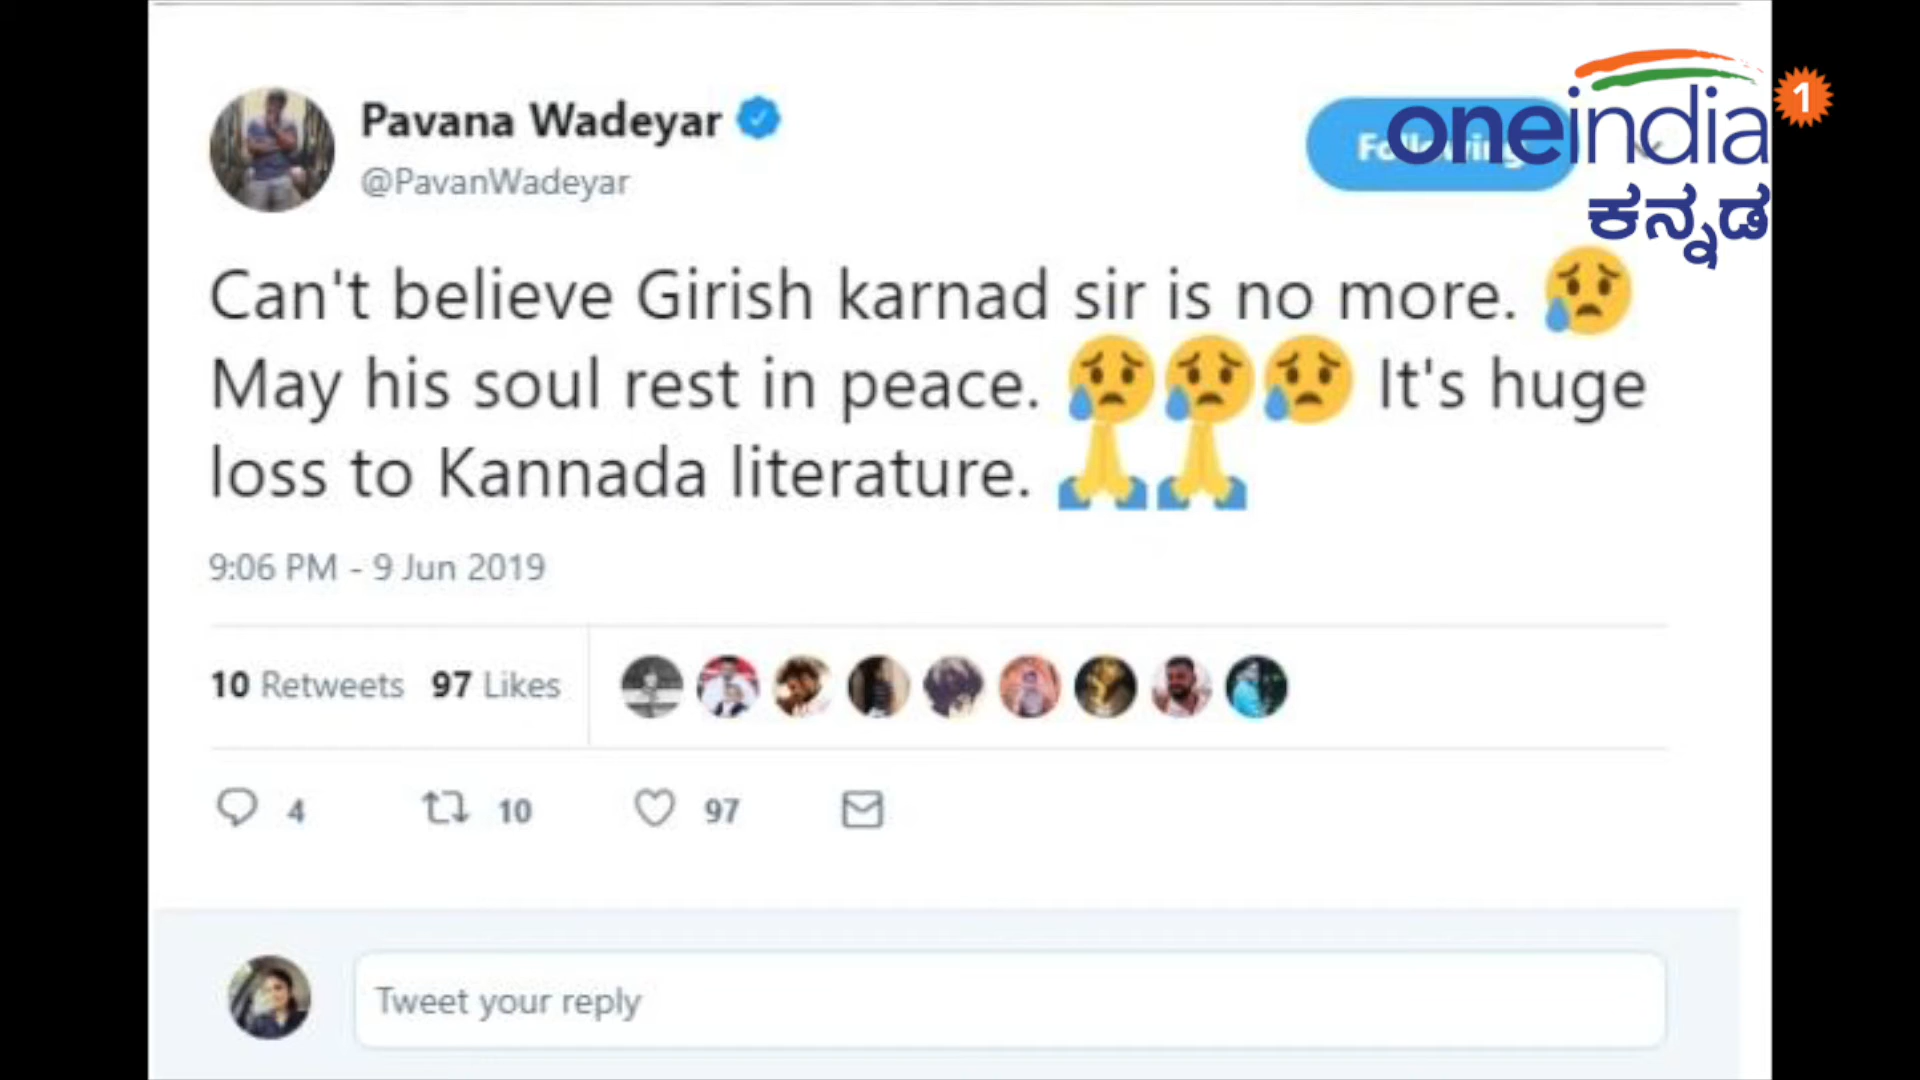 Pavana Wadeyar
@PavanWadeyar
Following
oneindia
1
ಕನ್ನಡ
Can't believe Girish karnad sir is no more. 😥
May his soul rest in peace. 😥😥😥 It's huge
loss to Kannada literature. 🙏🙏
9:06 PM - 9 Jun 2019
10 Retweets 97 Likes
4 10 97
Tweet your reply